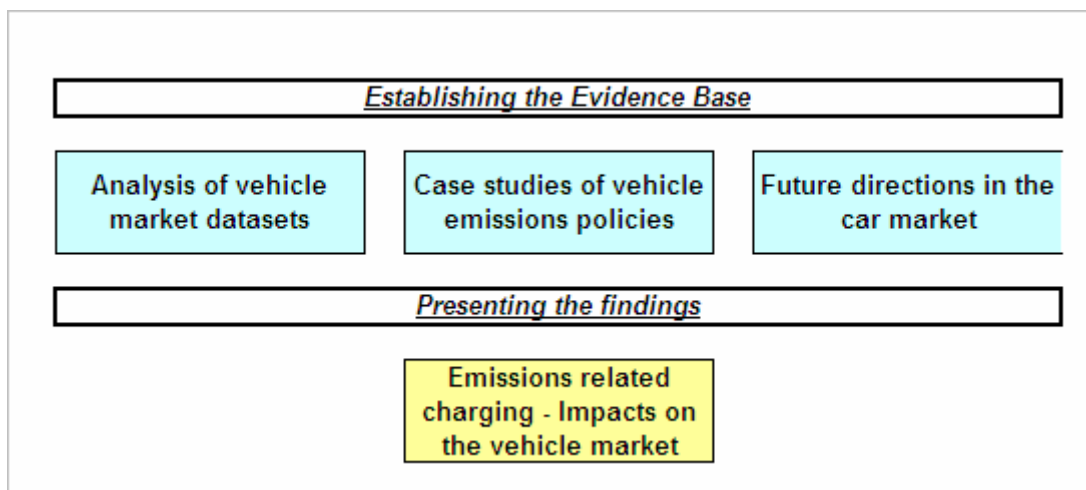 Establishing the Evidence Base
Analysis of vehicle
market datasets
Case studies of vehicle
emissions policies
Future directions in the
car market
Presenting the findings
Emissions related
charging - Impacts on
the vehicle market